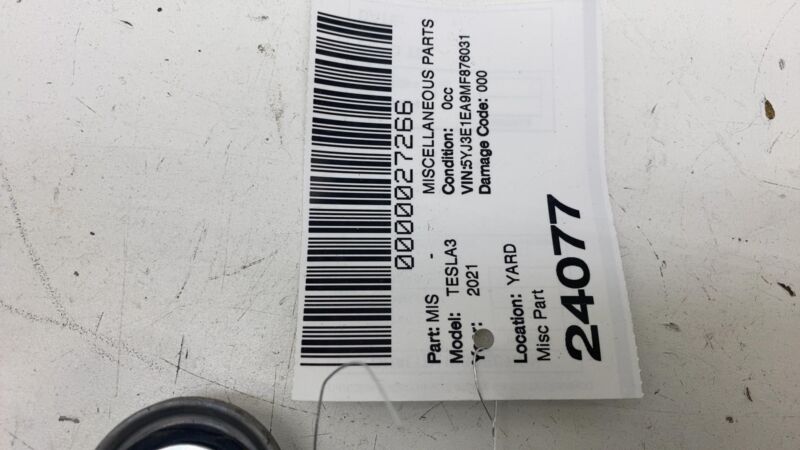 0000027266
Part: MIS - MISCELLANEOUS PARTS
Model: TESLA3 Condition: 0cc
2021 VIN:5YJ3E1EA9MF876031
Damage Code: 000
Location: YARD
Misc Part
24077